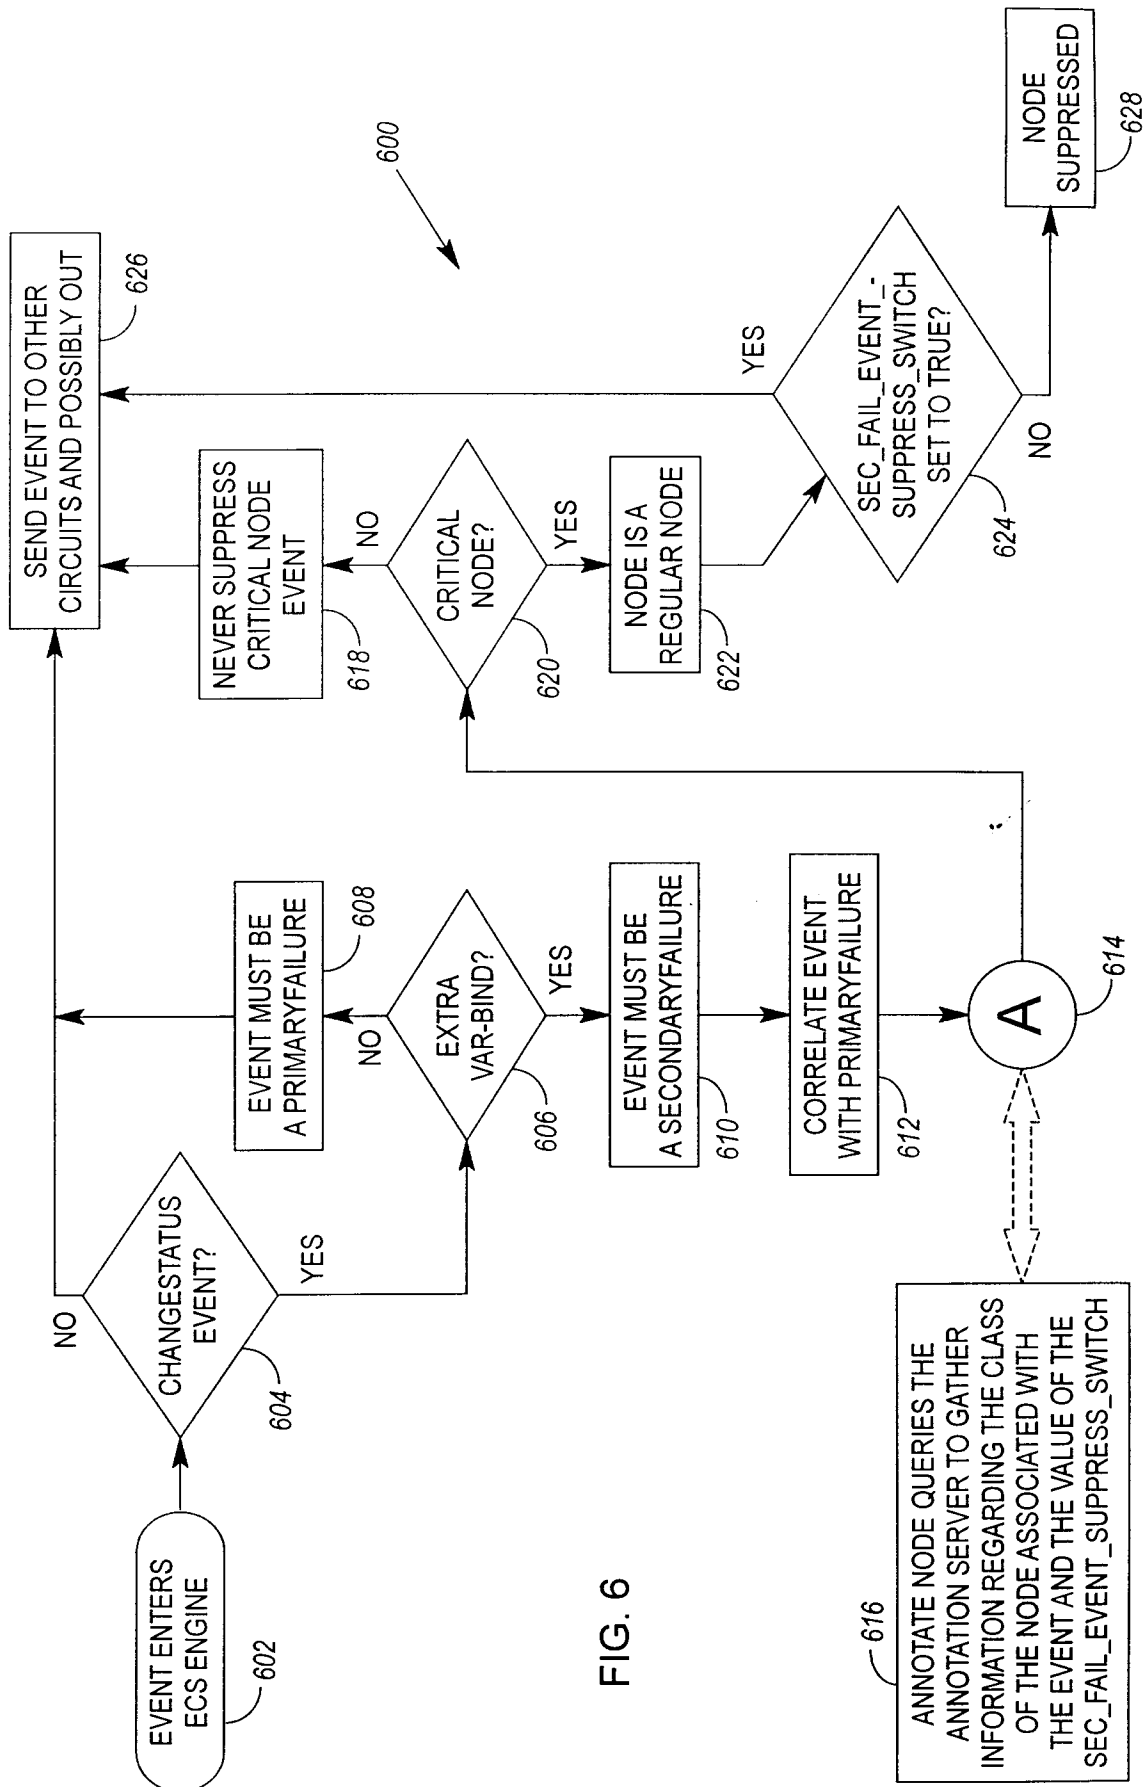 EVENT ENTERS
ECS ENGINE
602
CHANGESTATUS
EVENT?
604
NO
YES
EVENT MUST BE
A PRIMARYFAILURE
608
NO
EXTRA
VAR-BIND?
606
YES
EVENT MUST BE
A SECONDARYFAILURE
610
CORRELATE EVENT
WITH PRIMARYFAILURE
612
A
614
616
ANNOTATE NODE QUERIES THE
ANNOTATION SERVER TO GATHER
INFORMATION REGARDING THE CLASS
OF THE NODE ASSOCIATED WITH
THE EVENT AND THE VALUE OF THE
SEC_FAIL_EVENT_SUPPRESS_SWITCH
SEND EVENT TO OTHER
CIRCUITS AND POSSIBLY OUT
626
NEVER SUPPRESS
CRITICAL NODE
EVENT
618
NO
CRITICAL
NODE?
620
YES
NODE IS A
REGULAR NODE
622
YES
SEC_FAIL_EVENT_-
SUPPRESS_SWITCH
SET TO TRUE?
624
NO
NODE
SUPPRESSED
628
600
FIG. 6